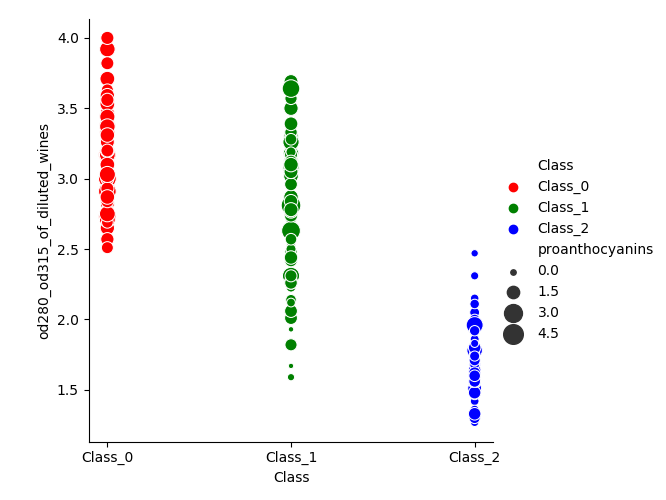 4.0
3.5
3.0
2.5
2.0
1.5
od280_od315_of_diluted_wines
Class_0
Class_1
Class_2
Class
Class
Class_0
Class_1
Class_2
proanthocyanins
0.0
1.5
3.0
4.5